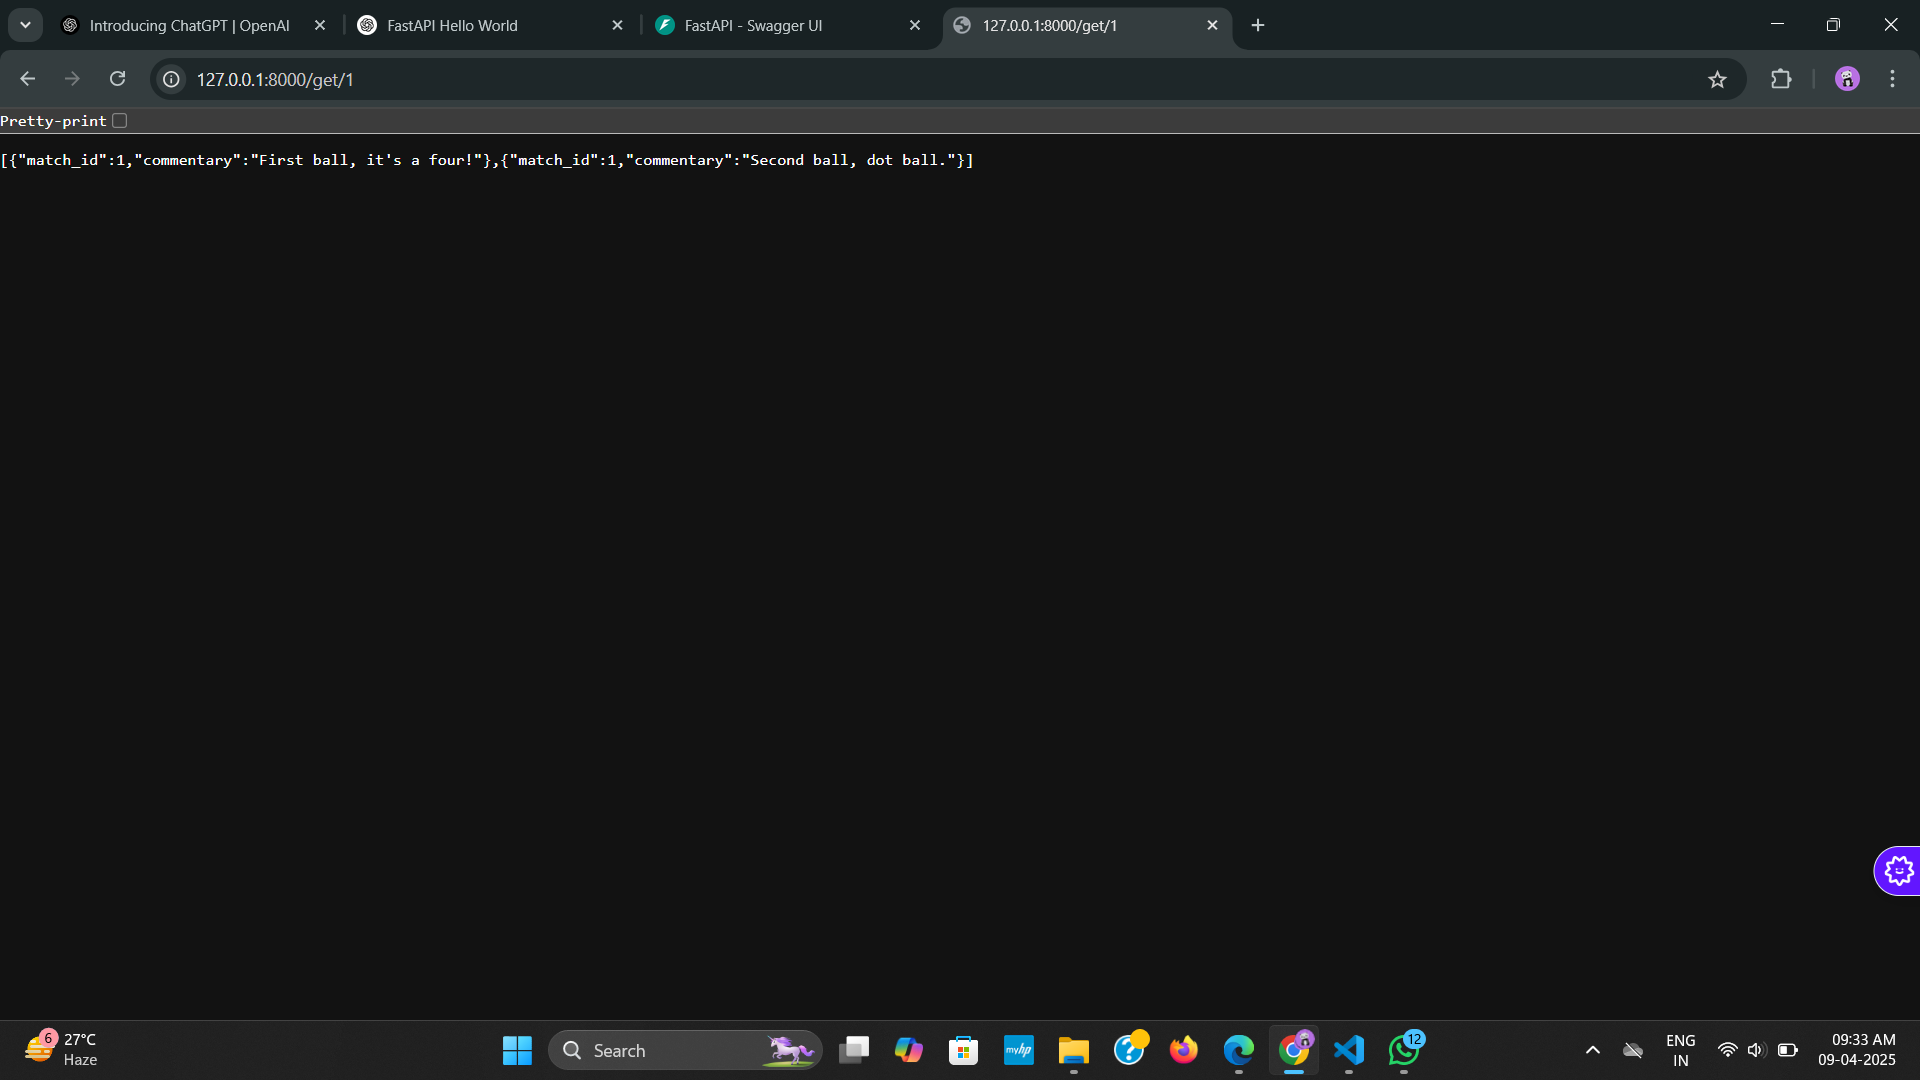 Introducing ChatGPT | OpenAI
FastAPI Hello World
FastAPI - Swagger UI
127.0.0.1:8000/get/1
127.0.0.1:8000/get/1
Pretty-print
[{"match_id":1,"commentary":"First ball, it's a four!"},{"match_id":1,"commentary":"Second ball, dot ball."}]
6
27°C
Haze
Search
myhp
12
ENG
IN
09:33 AM
09-04-2025